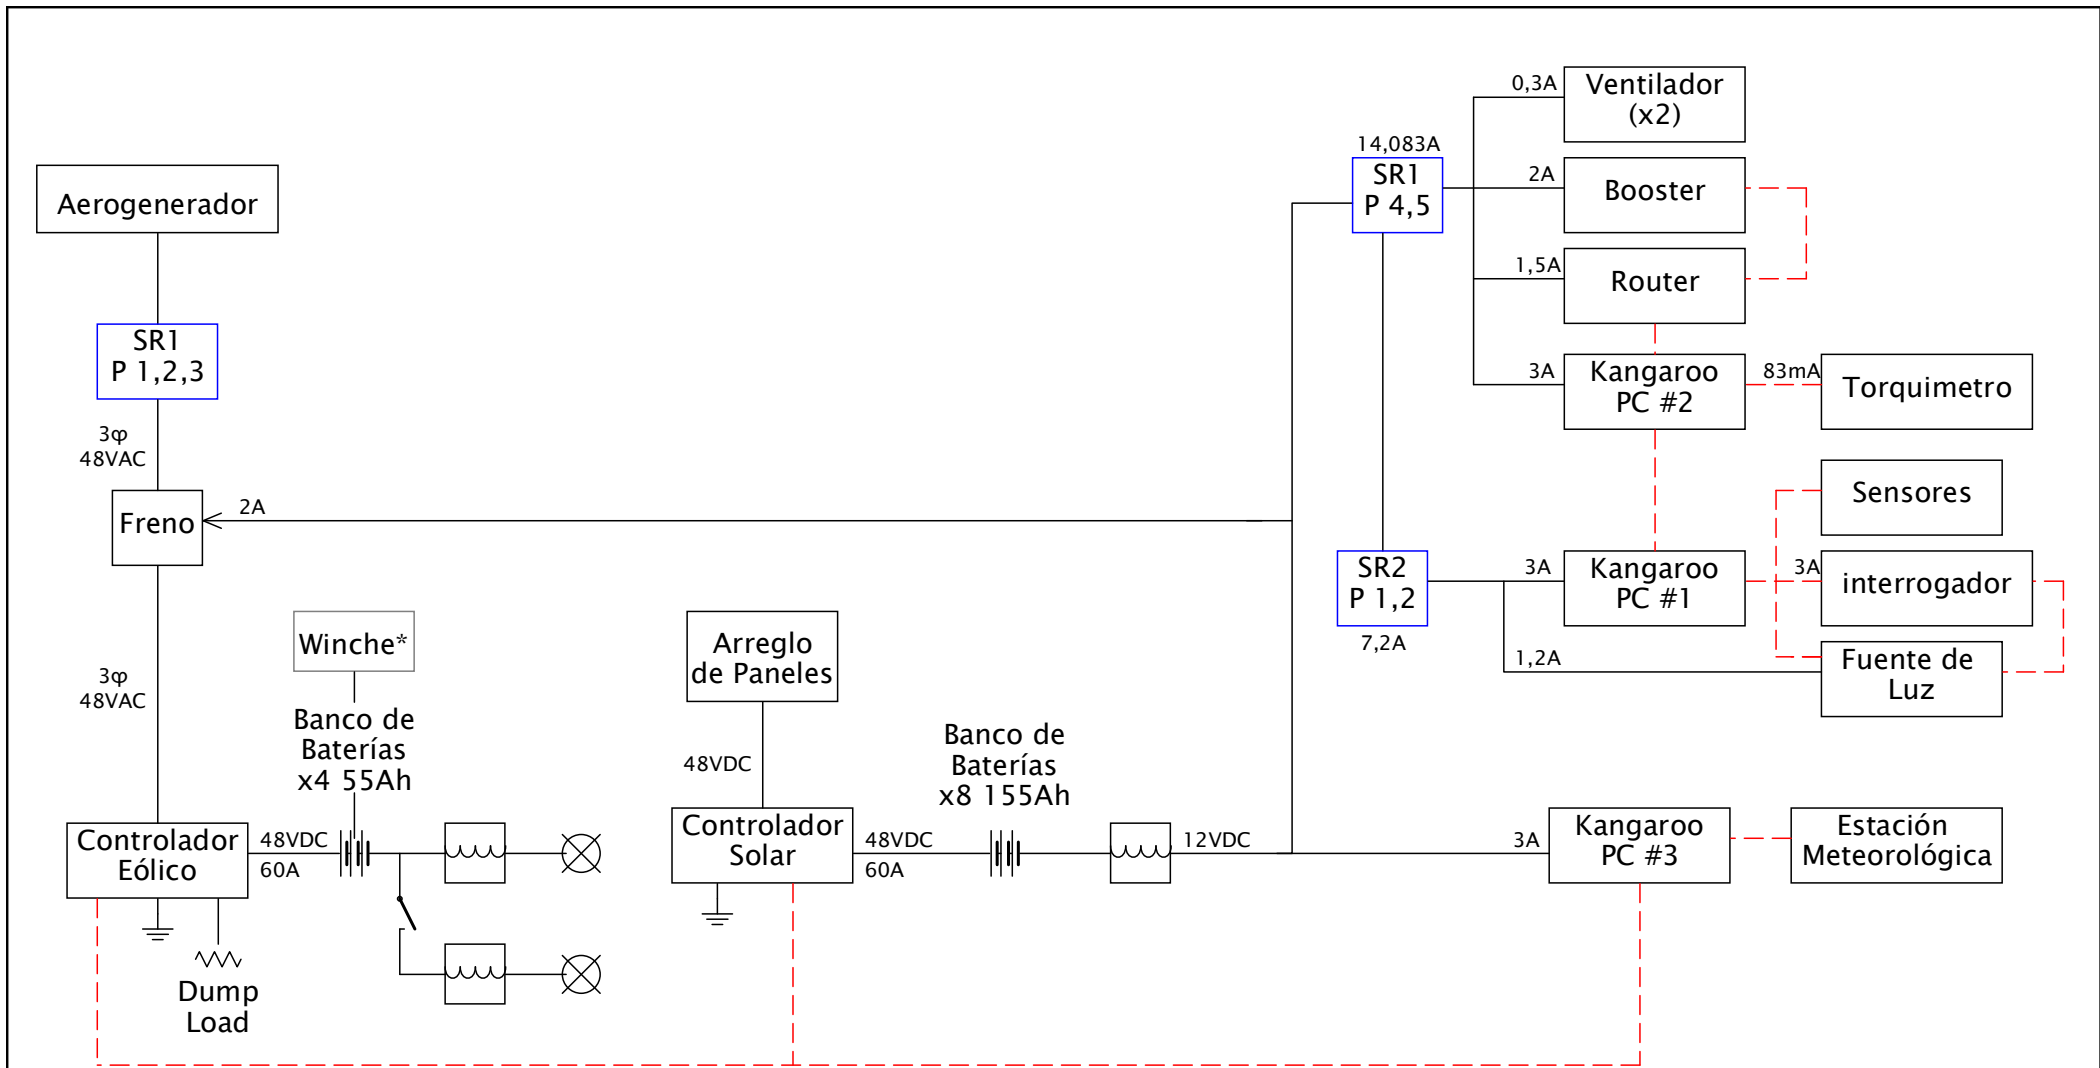 0,3A
Ventilador
(x2)
14,083A
SR1
P 4,5
2A
Booster
Aerogenerador
1,5A
Router
SR1
P 1,2,3
3A
Kangaroo
PC #2
83mA
Torquimetro
3φ
48VAC
Sensores
Freno
2A
SR2
P 1,2
7,2A
3A
Kangaroo
PC #1
3A
interrogador
1,2A
Fuente de
Luz
Winche*
Arreglo
de Paneles
3φ
48VAC
Banco de
Baterías
x4 55Ah
48VDC
Banco de
Baterías
x8 155Ah
Controlador
Eólico
48VDC
60A
Controlador
Solar
48VDC
60A
12VDC
3A
Kangaroo
PC #3
Estación
Meteorológica
Dump
Load